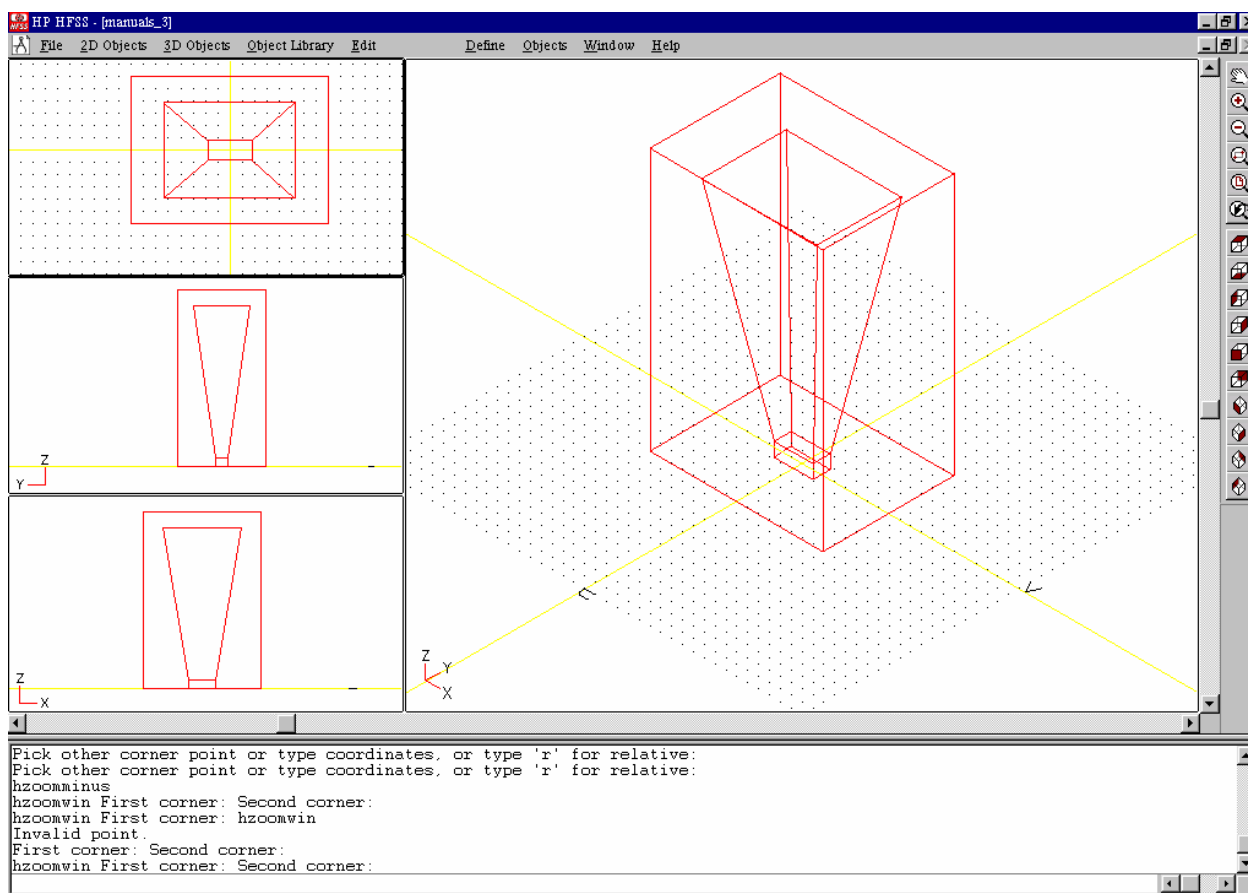 HP HFSS - [manuals_3]
File 2D Objects 3D Objects Object Library Edit Define Objects Window Help
Z
Y
Z
X
Z
Y
X
Pick other corner point or type coordinates, or type 'r' for relative:
Pick other corner point or type coordinates, or type 'r' for relative:
hzoomminus
hzoomwin First corner: Second corner:
hzoomwin First corner: hzoomwin
Invalid point.
First corner: Second corner:
hzoomwin First corner: Second corner: